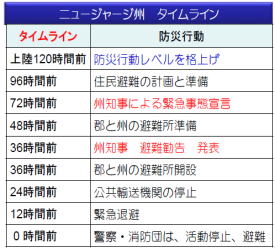 ニュージャージ州 タイムライン
タイムライン 防災行動
上陸120時間前 防災行動レベルを格上げ
96時間前 住民避難の計画と準備
72時間前 州知事による緊急事態宣言
48時間前 郡と州の避難所準備
36時間前 州知事 避難勧告 発表
36時間前 郡と州の避難所開設
24時間前 公共輸送機関の停止
12時間前 緊急退避
0時間前 警察・消防団は、活動停止、避難